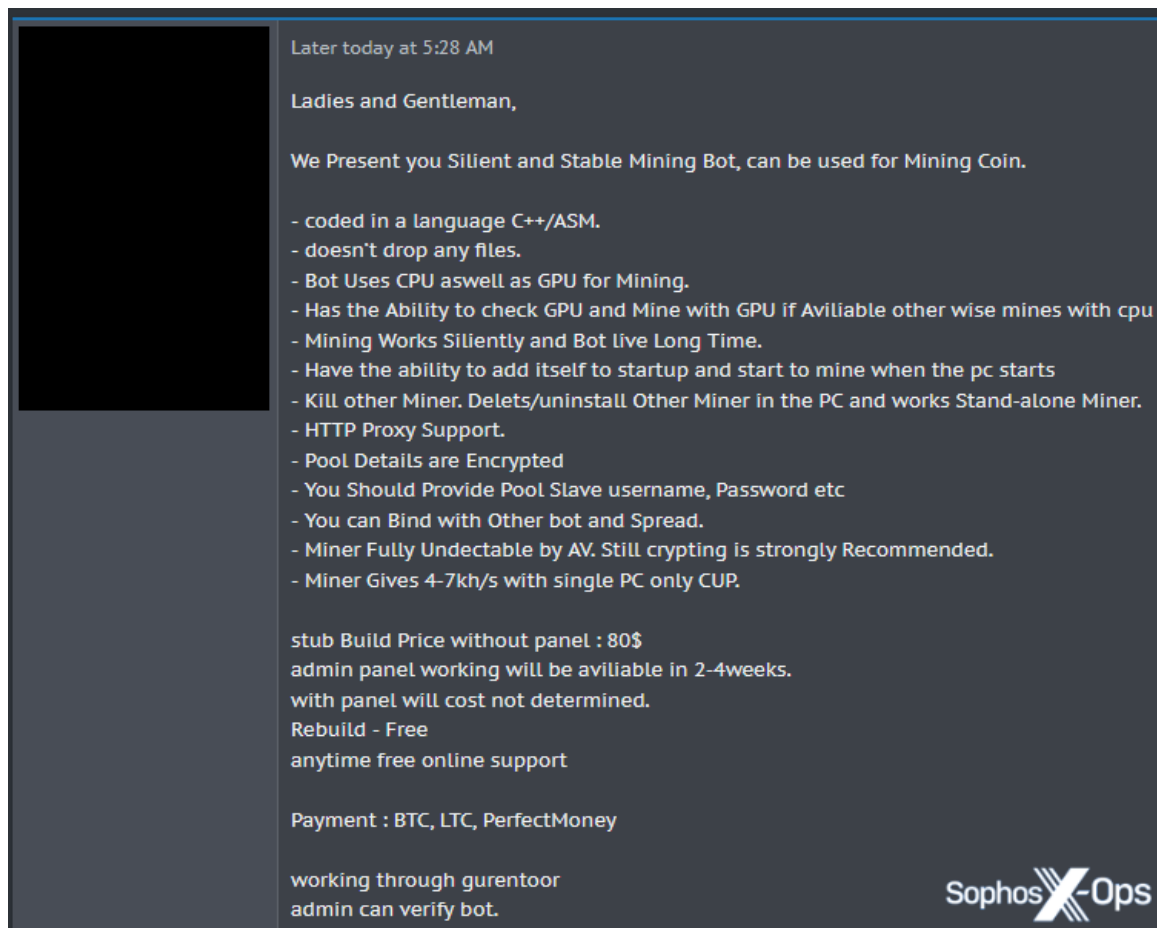 Later today at 5:28 AM
Ladies and Gentleman,
We Present you Silient and Stable Mining Bot, can be used for Mining Coin.
- coded in a language C++/ASM.
- doesn't drop any files.
- Bot Uses CPU aswell as GPU for Mining.
- Has the Ability to check GPU and Mine with GPU if Aviliable other wise mines with cpu
- Mining Works Siliently and Bot live Long Time.
- Have the ability to add itself to startup and start to mine when the pc starts
- Kill other Miner. Delets/uninstall Other Miner in the PC and works Stand-alone Miner.
- HTTP Proxy Support.
- Pool Details are Encrypted
- You Should Provide Pool Slave username, Password etc
- You can Bind with Other bot and Spread.
- Miner Fully Undectable by AV. Still crypting is strongly Recommended.
- Miner Gives 4-7kh/s with single PC only CUP.
stub Build Price without panel : 80$
admin panel working will be aviliable in 2-4weeks.
with panel will cost not determined.
Rebuild - Free
anytime free online support
Payment : BTC, LTC, PerfectMoney
working through gurentoor
admin can verify bot.
Sophos X-Ops